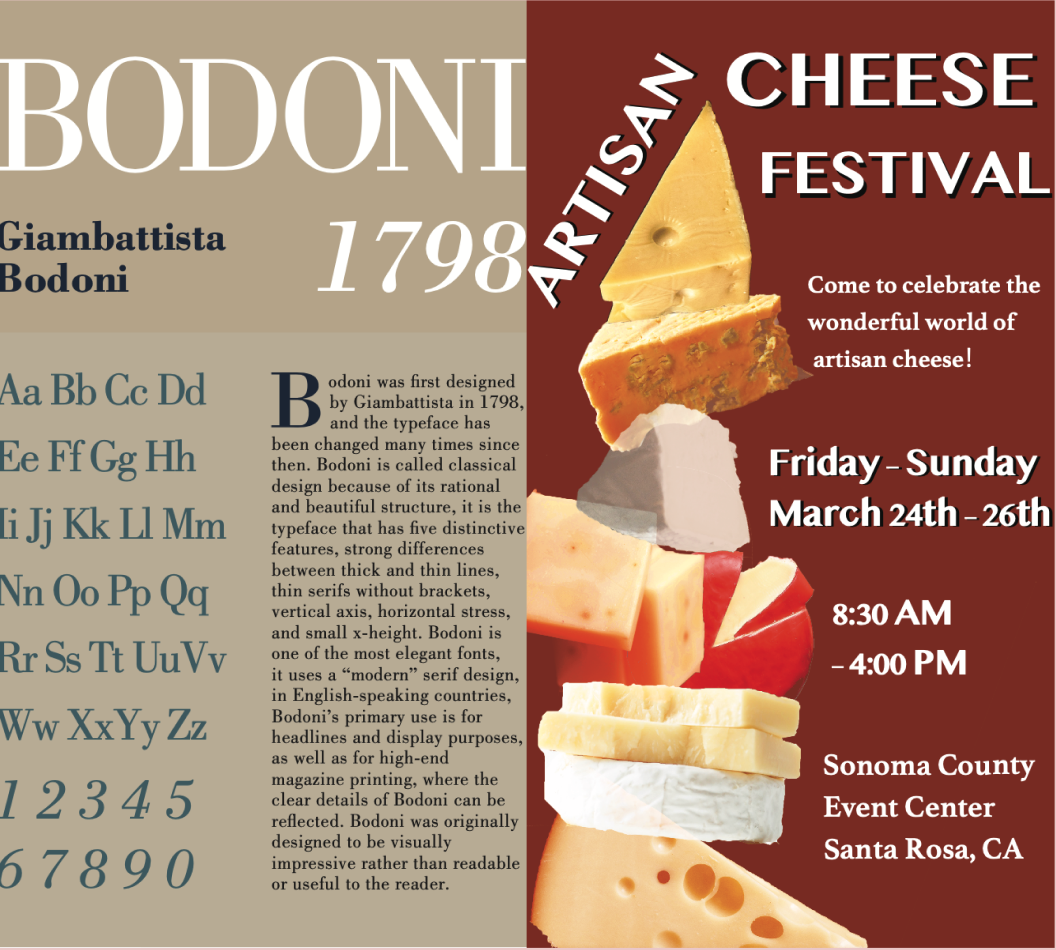 BODONI
Giambattista
Bodoni
1798
Aa Bb Cc Dd
Ee Ff Gg Hh
Ii Jj Kk Ll Mm
Nn Oo Pp Qq
Rr Ss Tt UuVv
Ww XxYy Zz
1 2 3 4 5
6 7 8 9 0
Bodoni was first designed
by Giambattista in 1798,
and the typeface has
been changed many times since
then. Bodoni is called classical
design because of its rational
and beautiful structure, it is the
typeface that has five distinctive
features, strong differences
between thick and thin lines,
thin serifs without brackets,
vertical axis, horizontal stress,
and small x-height. Bodoni is
one of the most elegant fonts,
it uses a “modern” serif design,
in English-speaking countries,
Bodoni’s primary use is for
headlines and display purposes,
as well as for high-end
magazine printing, where the
clear details of Bodoni can be
reflected. Bodoni was originally
designed to be visually
impressive rather than readable
or useful to the reader.
ARTISAN
CHEESE
FESTIVAL
Come to celebrate the
wonderful world of
artisan cheese!
Friday – Sunday
March 24th – 26th
8:30 AM
– 4:00 PM
Sonoma County
Event Center
Santa Rosa, CA